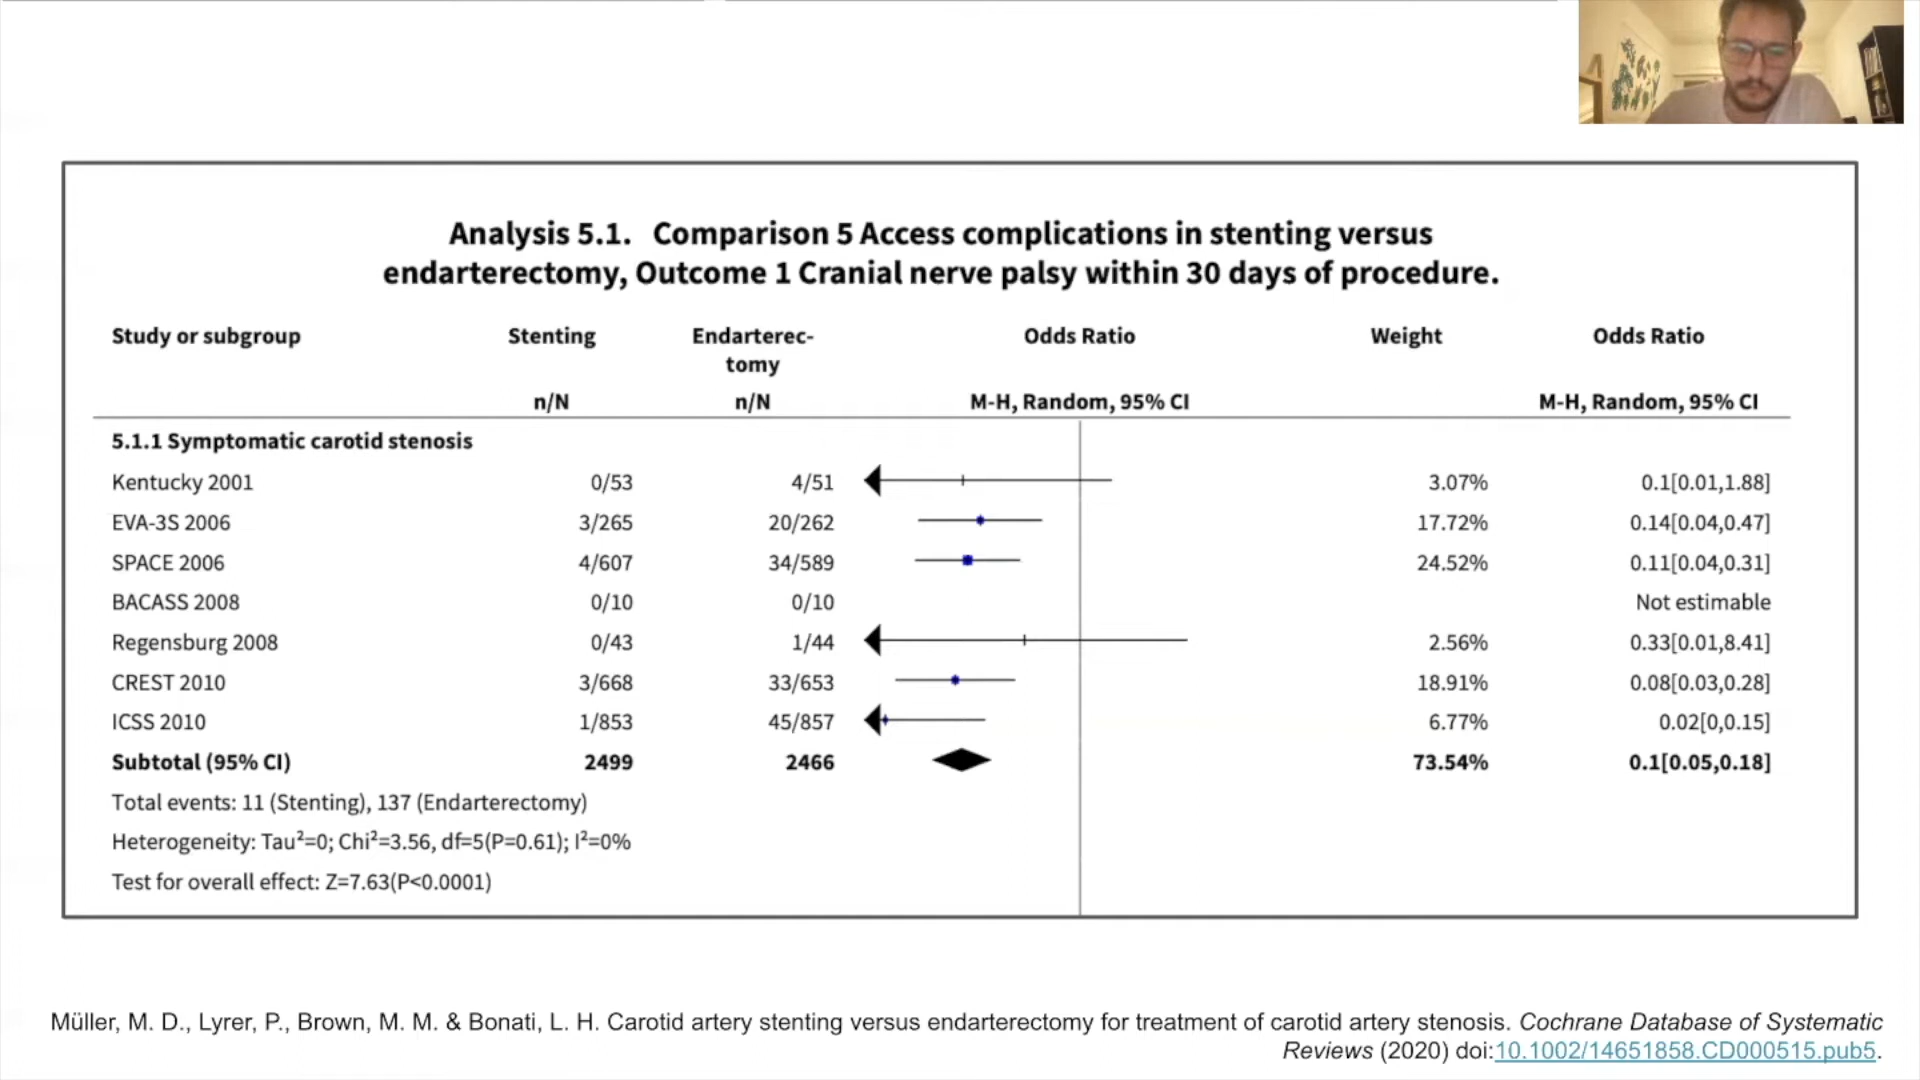 Analysis 5.1. Comparison 5 Access complications in stenting versus
endarterectomy, Outcome 1 Cranial nerve palsy within 30 days of procedure.
Study or subgroup Stenting Endarterec- Odds Ratio Weight Odds Ratio
tomy
n/N n/N M-H, Random, 95% CI M-H, Random, 95% CI
5.1.1 Symptomatic carotid stenosis
Kentucky 2001 0/53 4/51 3.07% 0.1[0.01,1.88]
EVA-3S 2006 3/265 20/262 17.72% 0.14[0.04,0.47]
SPACE 2006 4/607 34/589 24.52% 0.11[0.04,0.31]
BACASS 2008 0/10 0/10 Not estimable
Regensburg 2008 0/43 1/44 2.56% 0.33[0.01,8.41]
CREST 2010 3/668 33/653 18.91% 0.08[0.03,0.28]
ICSS 2010 1/853 45/857 6.77% 0.02[0,0.15]
Subtotal (95% CI) 2499 2466 73.54% 0.1[0.05,0.18]
Total events: 11 (Stenting), 137 (Endarterectomy)
Heterogeneity: Tau²=0; Chi²=3.56, df=5(P=0.61); I²=0%
Test for overall effect: Z=7.63(P<0.0001)
Müller, M. D., Lyrer, P., Brown, M. M. & Bonati, L. H. Carotid artery stenting versus endarterectomy for treatment of carotid artery stenosis. Cochrane Database of Systematic
Reviews (2020) doi:10.1002/14651858.CD000515.pub5.